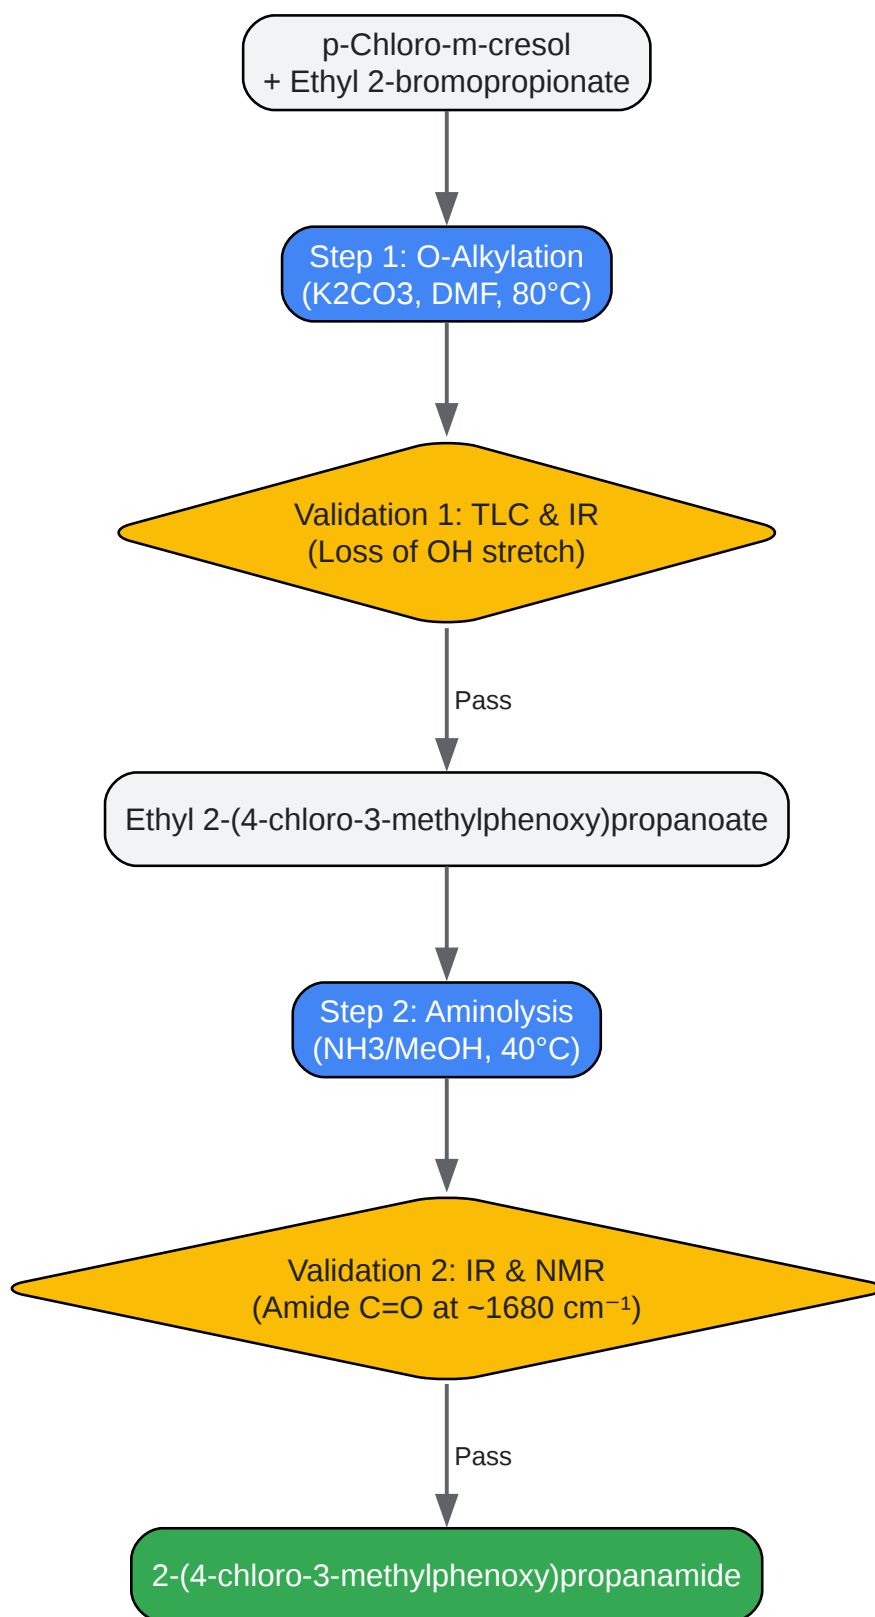 p-Chloro-m-cresol
+ Ethyl 2-bromopropionate
Step 1: O-Alkylation
(K2CO3, DMF, 80°C)
Validation 1: TLC & IR
(Loss of OH stretch)
Pass
Ethyl 2-(4-chloro-3-methylphenoxy)propanoate
Step 2: Aminolysis
(NH3/MeOH, 40°C)
Validation 2: IR & NMR
(Amide C=O at ~1680 cm⁻¹)
Pass
2-(4-chloro-3-methylphenoxy)propanamide